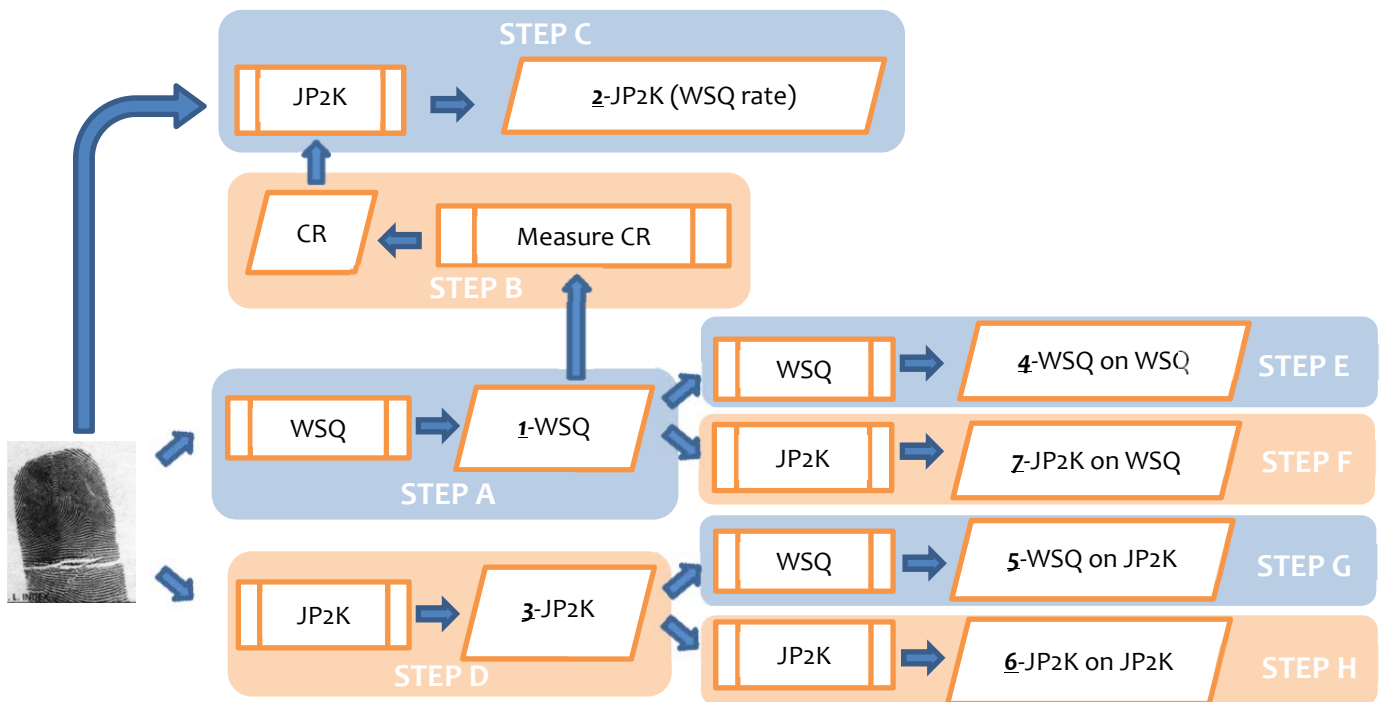 STEP C
JP2K
2-JP2K (WSQ rate)
CR
Measure CR
STEP B
WSQ
4-WSQ on WSQ
STEP E
WSQ
1-WSQ
STEP A
JP2K
7-JP2K on WSQ
STEP F
WSQ
5-WSQ on JP2K
STEP G
JP2K
3-JP2K
STEP D
JP2K
6-JP2K on JP2K
STEP H
L. INDEX